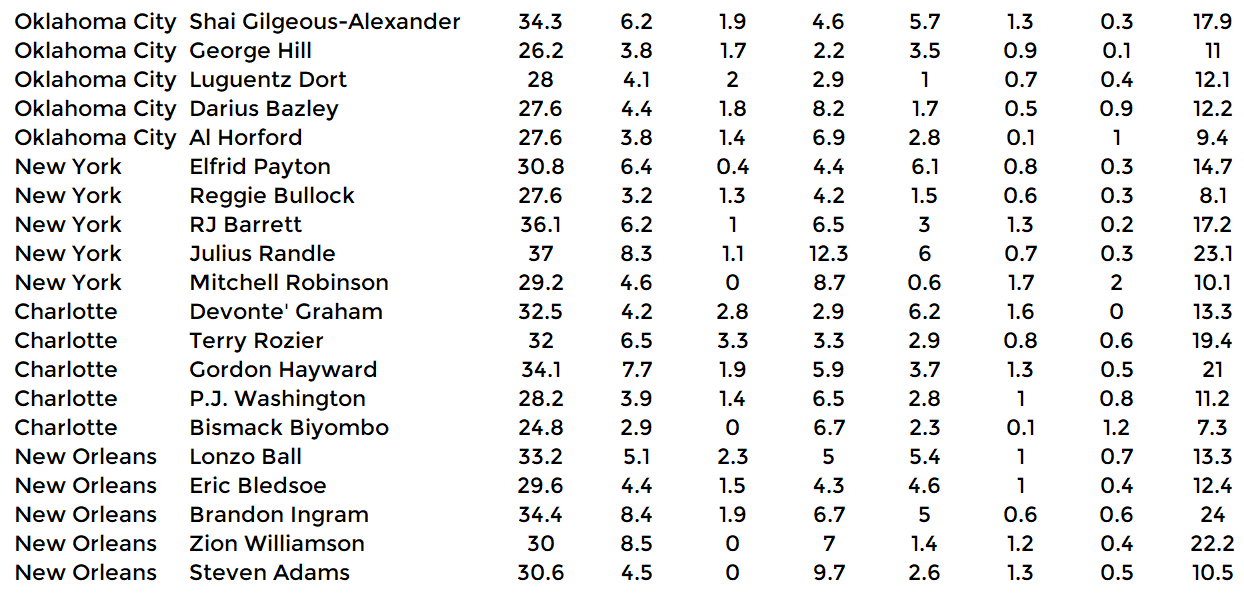 Oklahoma City Shai Gilgeous-Alexander 34.3 6.2 1.9 4.6 5.7 1.3 0.3 17.9
Oklahoma City George Hill 26.2 3.8 1.7 2.2 3.5 0.9 0.1 11
Oklahoma City Luguentz Dort 28 4.1 2 2.9 1 0.7 0.4 12.1
Oklahoma City Darius Bazley 27.6 4.4 1.8 8.2 1.7 0.5 0.9 12.2
Oklahoma City Al Horford 27.6 3.8 1.4 6.9 2.8 0.1 1 9.4
New York Elfrid Payton 30.8 6.4 0.4 4.4 6.1 0.8 0.3 14.7
New York Reggie Bullock 27.6 3.2 1.3 4.2 1.5 0.6 0.3 8.1
New York RJ Barrett 36.1 6.2 1 6.5 3 1.3 0.2 17.2
New York Julius Randle 37 8.3 1.1 12.3 6 0.7 0.3 23.1
New York Mitchell Robinson 29.2 4.6 0 8.7 0.6 1.7 2 10.1
Charlotte Devonte' Graham 32.5 4.2 2.8 2.9 6.2 1.6 0 13.3
Charlotte Terry Rozier 32 6.5 3.3 3.3 2.9 0.8 0.6 19.4
Charlotte Gordon Hayward 34.1 7.7 1.9 5.9 3.7 1.3 0.5 21
Charlotte P.J. Washington 28.2 3.9 1.4 6.5 2.8 1 0.8 11.2
Charlotte Bismack Biyombo 24.8 2.9 0 6.7 2.3 0.1 1.2 7.3
New Orleans Lonzo Ball 33.2 5.1 2.3 5 5.4 1 0.7 13.3
New Orleans Eric Bledsoe 29.6 4.4 1.5 4.3 4.6 1 0.4 12.4
New Orleans Brandon Ingram 34.4 8.4 1.9 6.7 5 0.6 0.6 24
New Orleans Zion Williamson 30 8.5 0 7 1.4 1.2 0.4 22.2
New Orleans Steven Adams 30.6 4.5 0 9.7 2.6 1.3 0.5 10.5